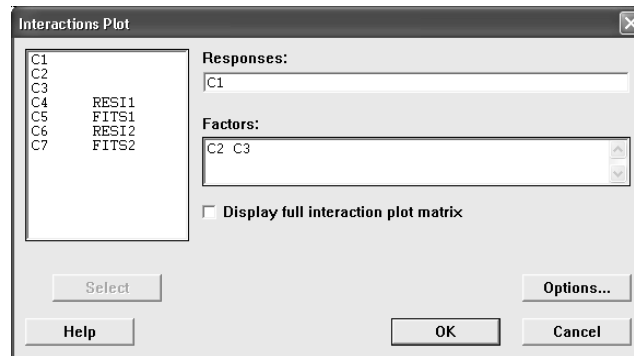 Interactions Plot
C1
C2
C3
C4 RESI1
C5 FITS1
C6 RESI2
C7 FITS2
Responses:
C1
Factors:
C2 C3
Display full interaction plot matrix
Select
Options...
Help
OK
Cancel